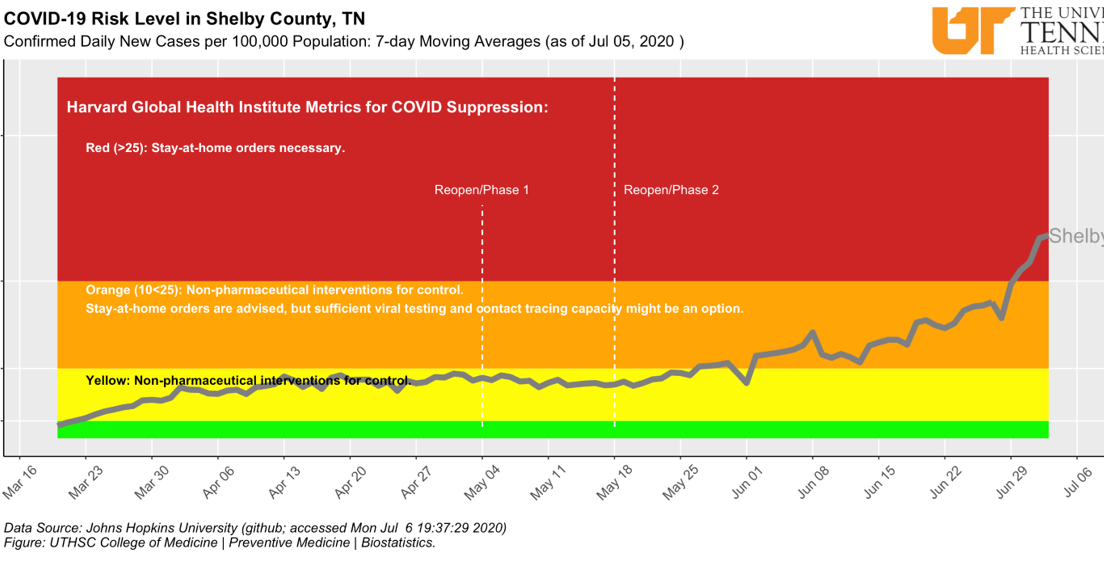 COVID-19 Risk Level in Shelby County, TN
Confirmed Daily New Cases per 100,000 Population: 7-day Moving Averages (as of Jul 05, 2020 )
UT
THE UNIVE
TENNE
HEALTH SCIEN
Harvard Global Health Institute Metrics for COVID Suppression:
Red (>25): Stay-at-home orders necessary.
Reopen/Phase 1
Reopen/Phase 2
Shelby
Orange (10<25): Non-pharmaceutical interventions for control.
Stay-at-home orders are advised, but sufficient viral testing and contact tracing capacity might be an option.
Yellow: Non-pharmaceutical interventions for control.
Mar 16
Mar 23
Mar 30
Apr 06
Apr 13
Apr 20
Apr 27
May 04
May 11
May 18
May 25
Jun 01
Jun 08
Jun 15
Jun 22
Jun 29
Jul 06
Data Source: Johns Hopkins University (github; accessed Mon Jul  6 19:37:29 2020)
Figure: UTHSC College of Medicine | Preventive Medicine | Biostatistics.